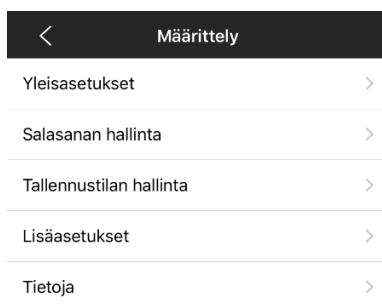 Määrittely
Yleisasetukset
Salasanan hallinta
Tallennustilan hallinta
Lisäasetukset
Tietoja